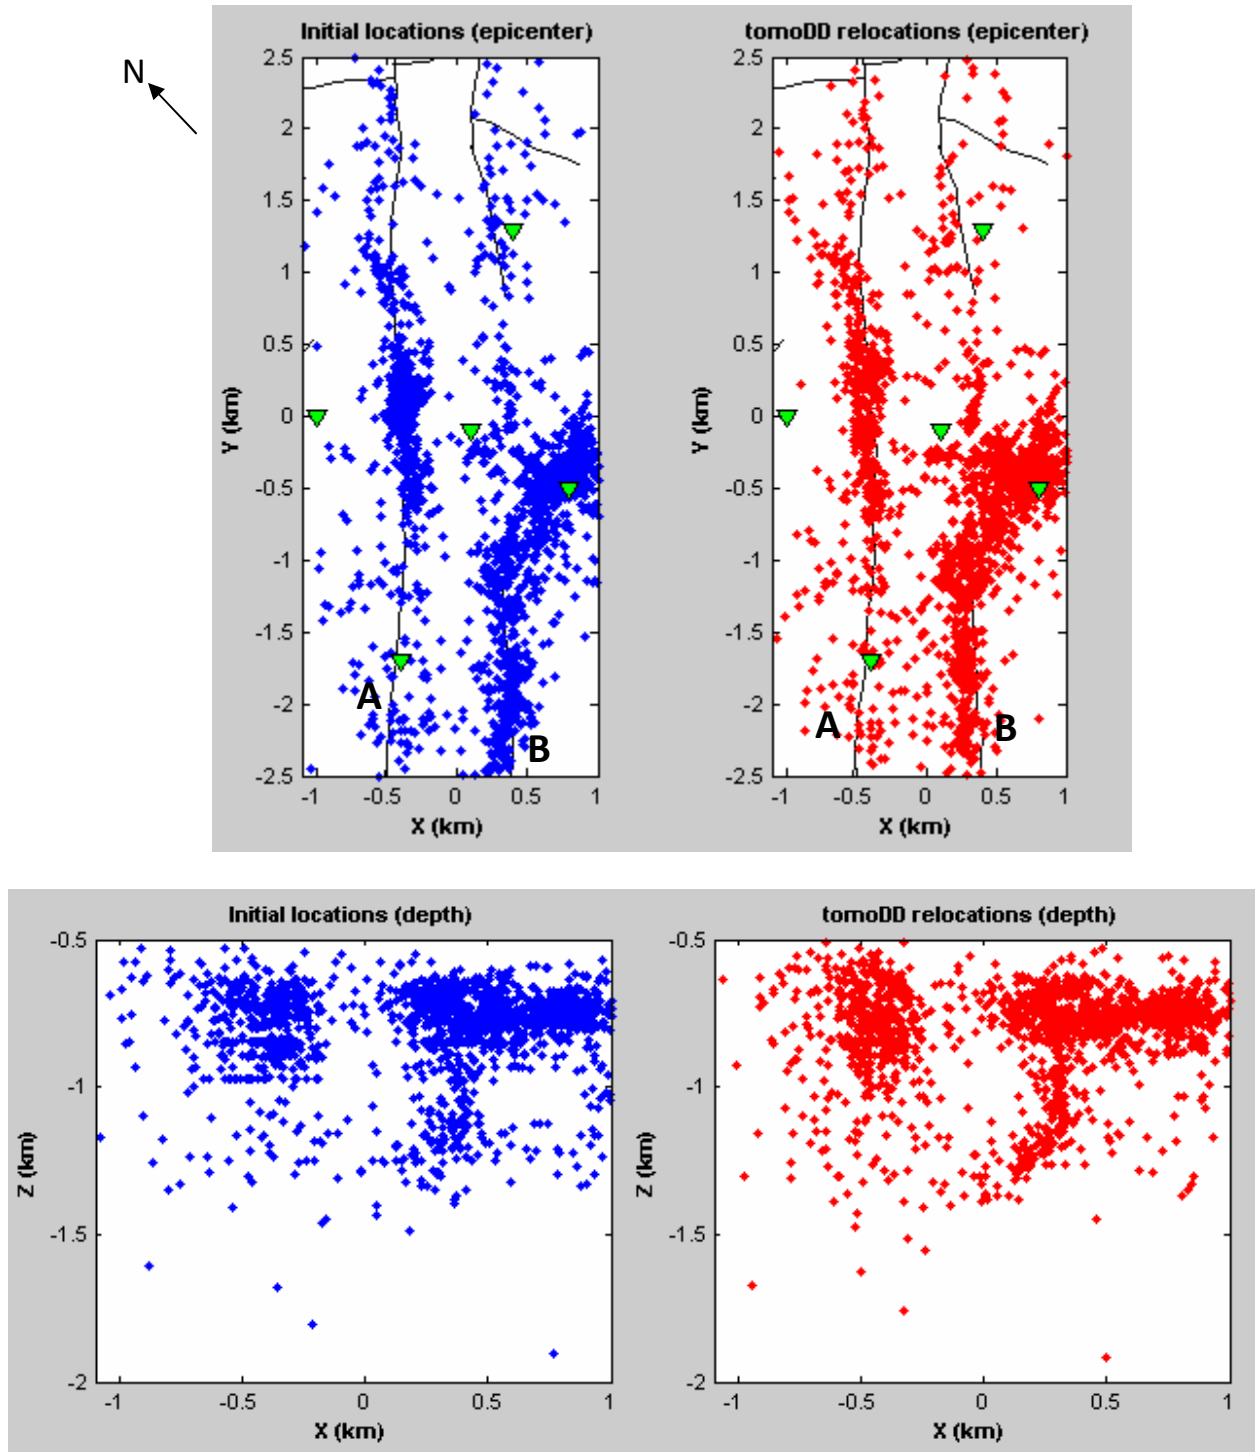 Initial locations (epicenter)
tomoDD relocations (epicenter)
N
2.5
2
1.5
1
0.5
0
-0.5
-1
-1.5
-2
-2.5
Y (km)
A
B
-1
-0.5
0
0.5
1
X (km)
2.5
2
1.5
1
0.5
0
-0.5
-1
-1.5
-2
-2.5
Y (km)
A
B
-1
-0.5
0
0.5
1
X (km)
Initial locations (depth)
-0.5
-1
-1.5
-2
Z (km)
-1
-0.5
0
0.5
1
X (km)
tomoDD relocations (depth)
-0.5
-1
-1.5
-2
Z (km)
-1
-0.5
0
0.5
1
X (km)